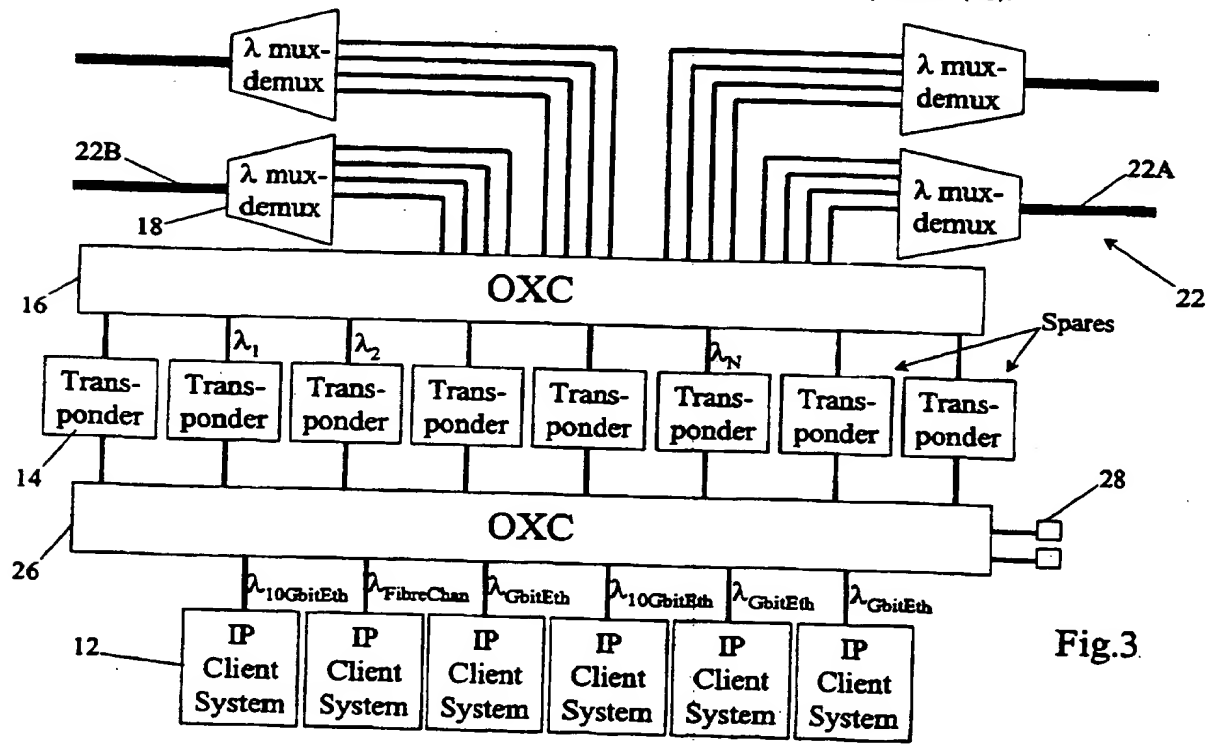 λ mux-
demux
λ mux-
demux
22B
λ mux-
demux
18
λ mux-
demux
22A
22
OXC
16
Spares
λ1
λ2
λN
Trans-
ponder
Trans-
ponder
Trans-
ponder
Trans-
ponder
Trans-
ponder
Trans-
ponder
Trans-
ponder
Trans-
ponder
14
28
OXC
26
λ10GbitEth
λFibreChan
λGbitEth
λ10GbitEth
λGbitEth
λGbitEth
12
IP
Client
System
IP
Client
System
IP
Client
System
IP
Client
System
IP
Client
System
IP
Client
System
Fig.3